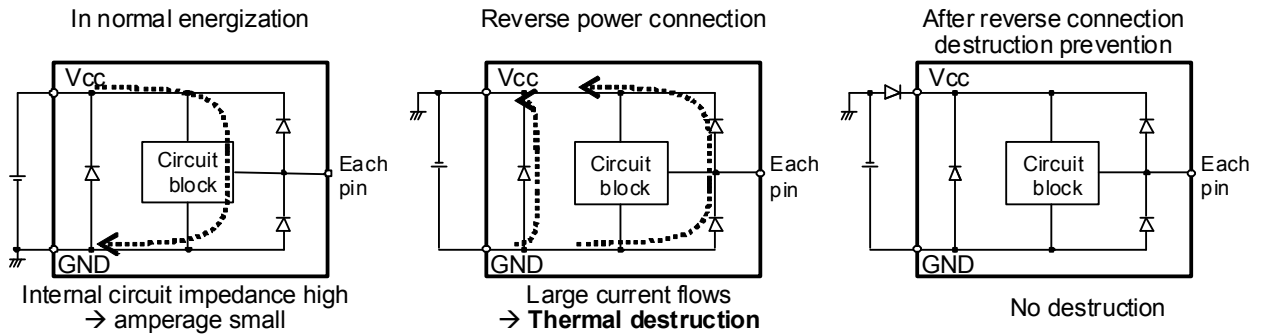 In normal energization
Vcc
Circuit
block
Each
pin
GND
Internal circuit impedance high
→ amperage small
Reverse power connection
Vcc
Circuit
block
Each
pin
GND
Large current flows
→ Thermal destruction
After reverse connection
destruction prevention
Vcc
Circuit
block
Each
pin
GND
No destruction